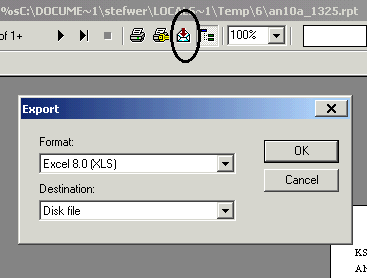 %sC:\DOCUME~1\stefwer\LOCALS~1\Temp\6\an10a_1325.rpt
of 1+
100%
Export
Format:
Excel 8.0 (XLS)
OK
Destination:
Cancel
Disk file
KS
AN